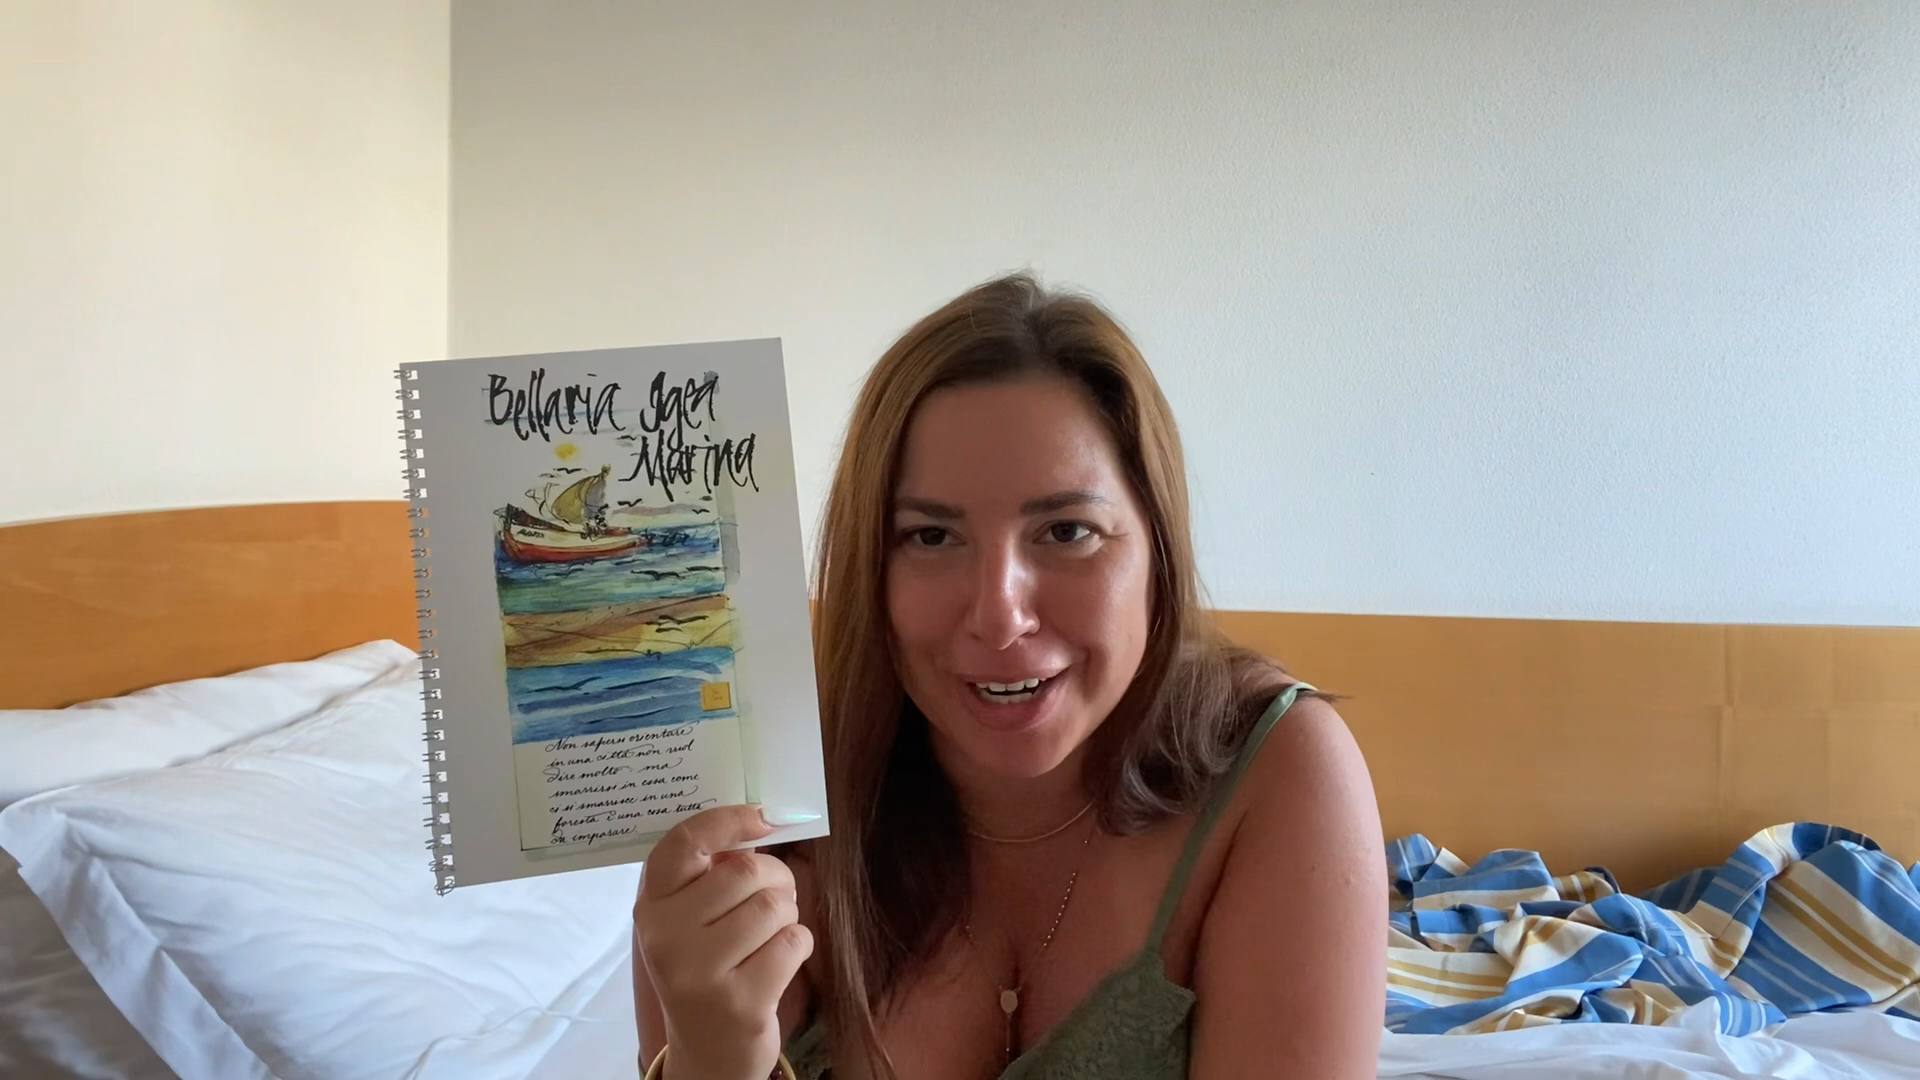 Bellaria Igea
Marina
Non sapersi orientare
in una città non vuol
dire molto, ma
smarrirsi in essa come
ci si smarrisce in una
foresta è una cosa tutta
da imparare